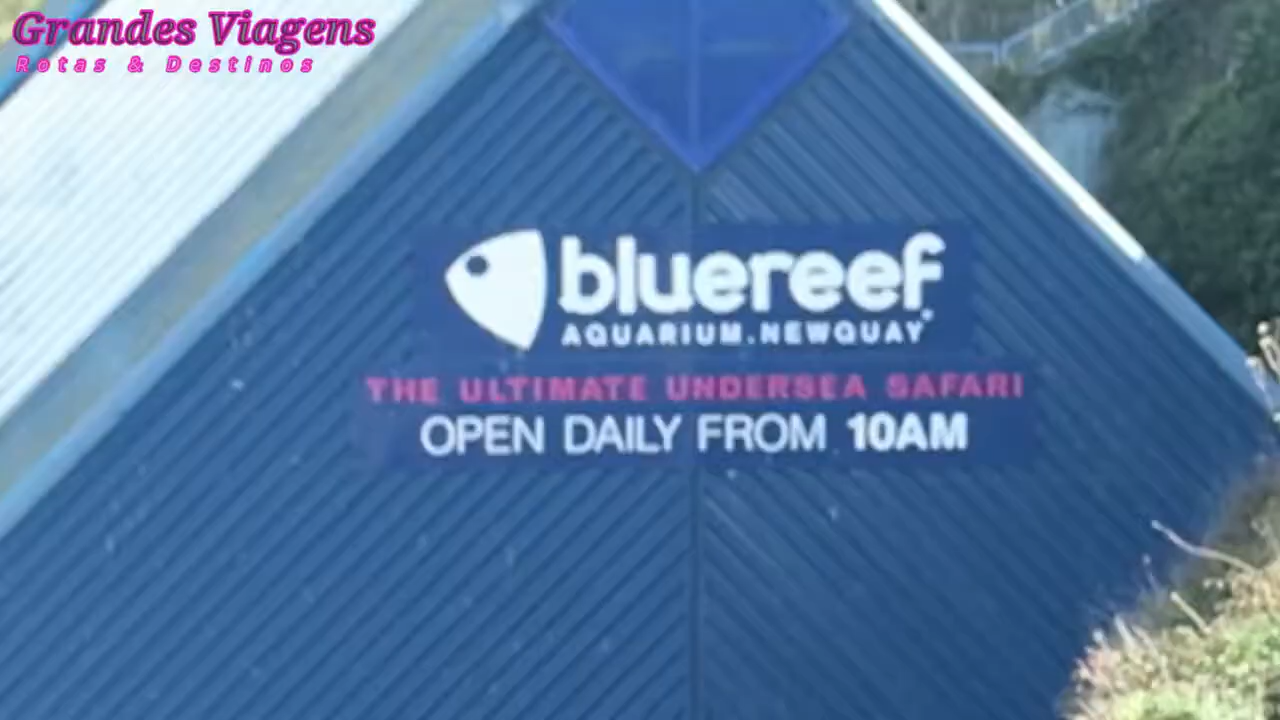 Grandes Viagens
Rotas & Destinos
bluereef
AQUARIUM.NEWQUAY
THE ULTIMATE UNDERSEA SAFARI
OPEN DAILY FROM 10AM